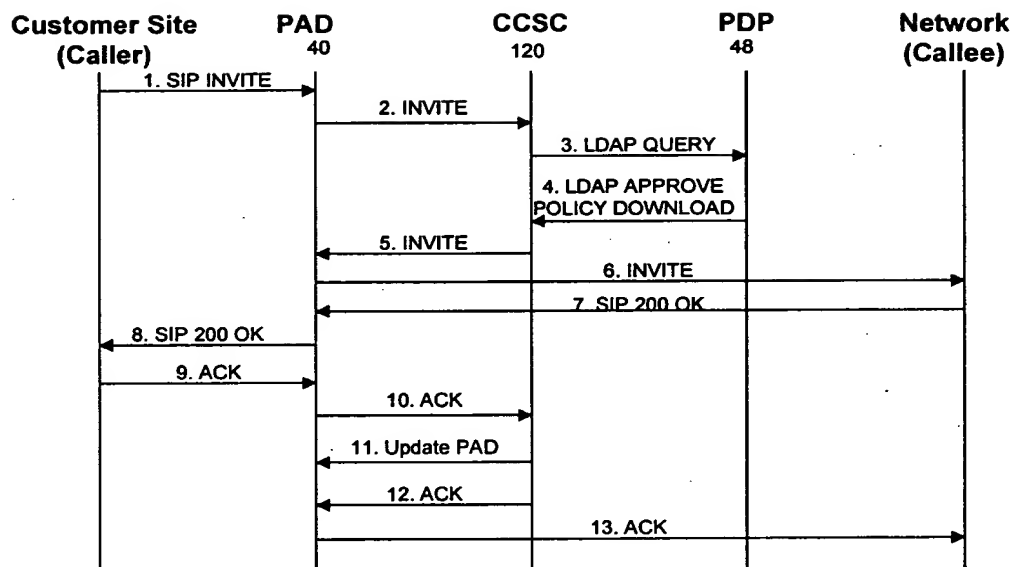 Customer Site
(Caller)
PAD
40
CCSC
120
PDP
48
Network
(Callee)
1. SIP INVITE
2. INVITE
3. LDAP QUERY
4. LDAP APPROVE
POLICY DOWNLOAD
5. INVITE
6. INVITE
7. SIP 200 OK
8. SIP 200 OK
9. ACK
10. ACK
11. Update PAD
12. ACK
13. ACK